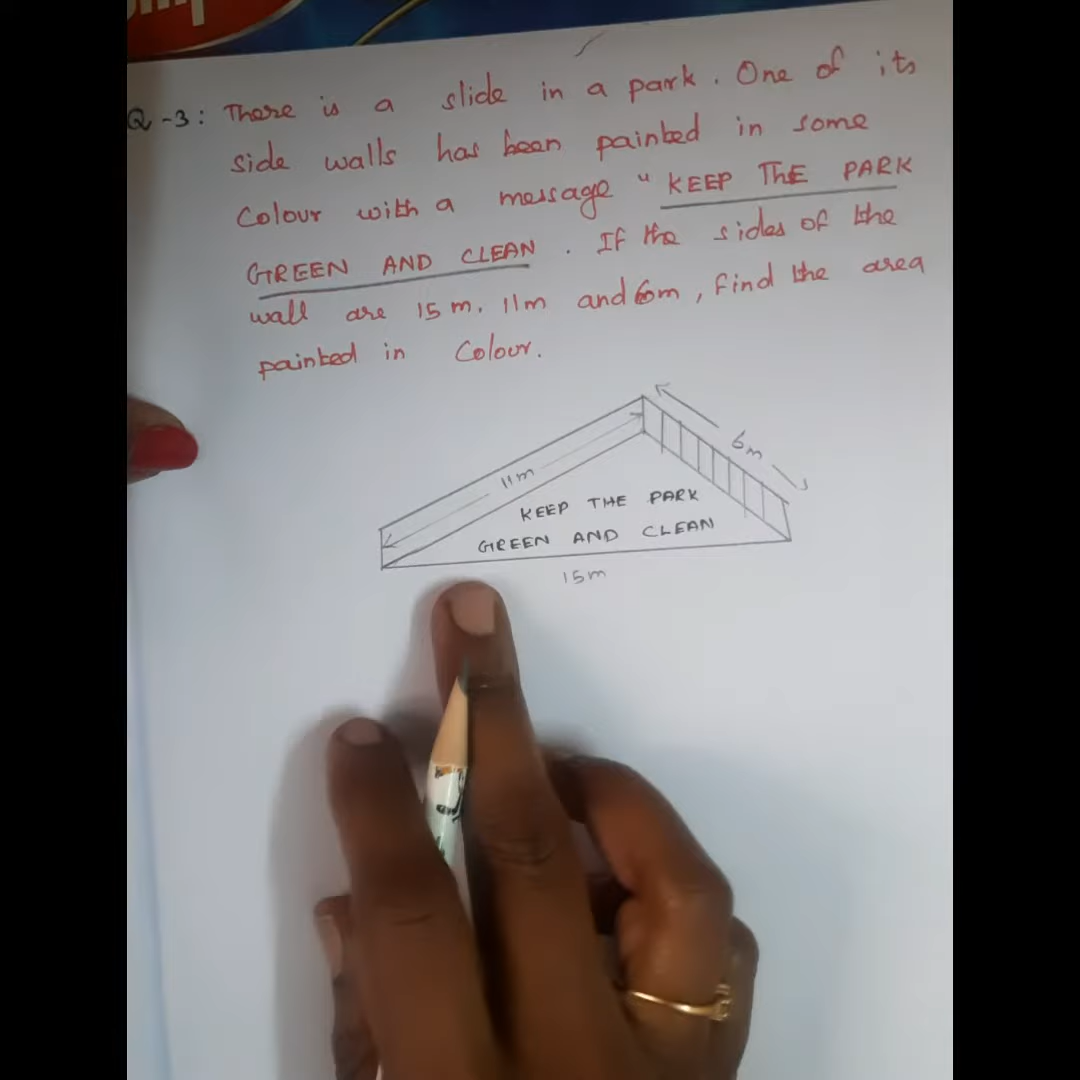 Q-3: There is a slide in a park. One of its
side walls has been painted in some
Colour with a message "KEEP THE PARK
GREEN AND CLEAN. If the sides of the
wall are 15m, 11m and 6m, find the area
painted in Colour.
6m
11m
KEEP THE PARK
GREEN AND CLEAN
15m